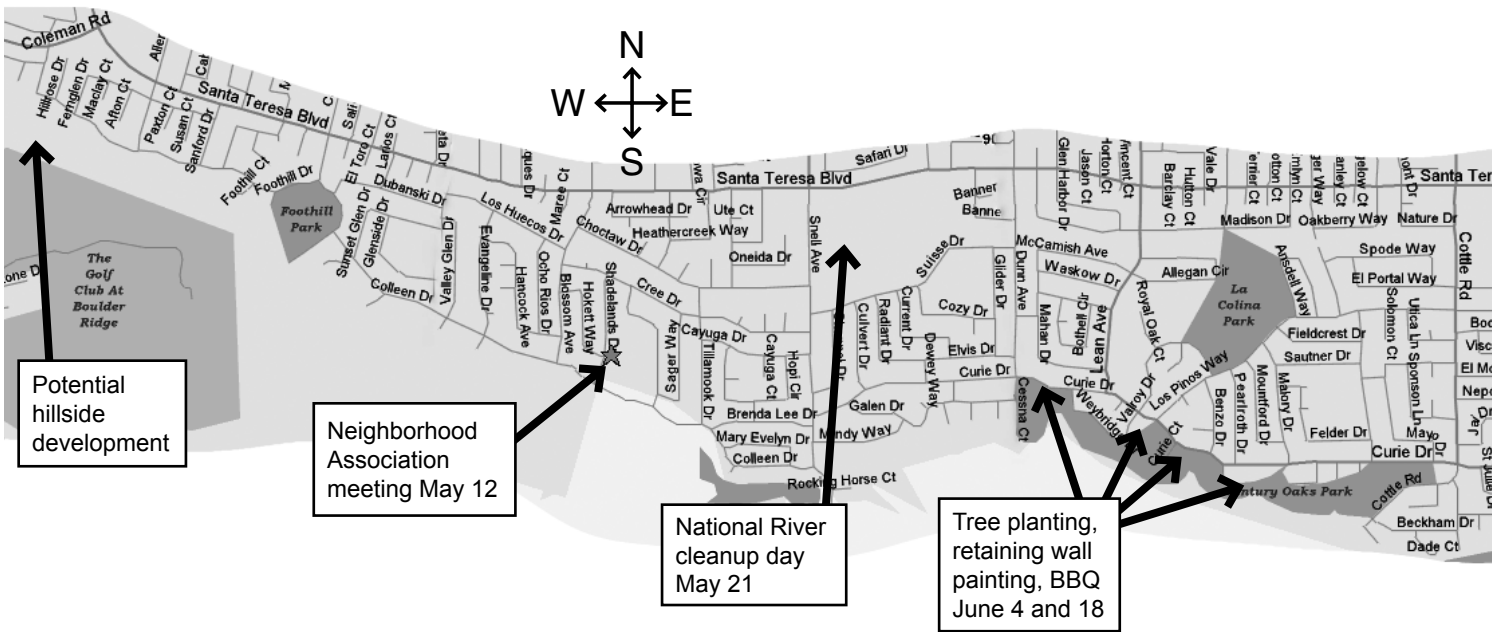 N
W E
S
Coleman Rd
Hillrose Dr
Fernglen Dr
Maclay Ct
Afton Ct
Paxton Ct
Susan Ct
Sanford Dr
Santa Teresa Blvd
Foothill Ct
Foothill Dr
Foothill
Park
El Toro Ct
Larios Ct
Dubanski Dr
Sunset Glen Dr
Glenside Dr
Colleen Dr
Valley Glen Dr
Los Huecos Dr
Evangeline Dr
Hancock Ave
Ocho Rios Dr
Maree Ct
Blossom Ave
Hokett Way
Shadelands Dr
Choctaw Dr
Arrowhead Dr
Ute Ct
Heathercreek Way
Oneida Dr
Santa Teresa Blvd
Safari Dr
Cree Dr
Sager Way
Cayuga Dr
Tillamook Dr
Cayuga Ct
Hopi Cir
Brenda Lee Dr
Mary Evelyn Dr
Colleen Dr
Rocking Horse Ct
Snell Ave
Culvert Dr
Radiant Dr
Current Dr
Dewey Way
Suisse Dr
Cozy Dr
Elvis Dr
Curie Dr
Galen Dr
Mindy Way
Banner
Banne
Glider Dr
Dunn Ave
Cessna Ct
Glen Harbor Dr
Jason Ct
Horton Ct
Vincent Ct
Barclay Ct
Hutton Ct
Vale Dr
McCamish Ave
Waskow Dr
Mahan Dr
Bothell Cir
Lean Ave
Curie Dr
Allegan Cir
Royal Oak Ct
Valroy Dr
Los Pinos Way
Curie Ct
Madison Dr
Oakberry Way
Nature Dr
Santa Ter
La
Colina
Park
Ansdell Way
Spode Way
El Portal Way
Cottle Rd
Fieldcrest Dr
Sautner Dr
Solomon Ct
Utica Ln
Sponson Ln
Benzo Dr
Pearlroth Dr
Mountford Dr
Malory Dr
Felder Dr
Curie Dr
ntury Oaks Park
Cottle Rd
Beckham Dr
Dade Ct
The
Golf
Club At
Boulder
Ridge
Potential
hillside
development
Neighborhood
Association
meeting May 12
National River
cleanup day
May 21
Tree planting,
retaining wall
painting, BBQ
June 4 and 18